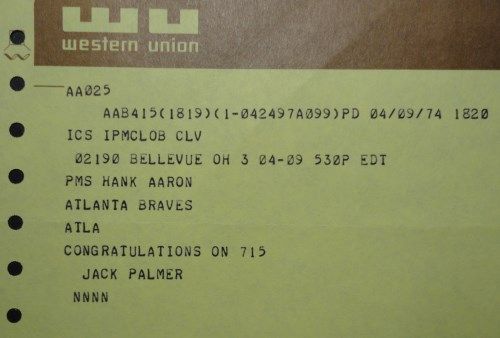 wu
western union
AA025
AAB415(1819)(1-042497A099)PD 04/09/74 1820
ICS IPMCLOB CLV
02190 BELLEVUE OH 3 04-09 530P EDT
PMS HANK AARON
ATLANTA BRAVES
ATLA
CONGRATULATIONS ON 715
JACK PALMER
NNNN